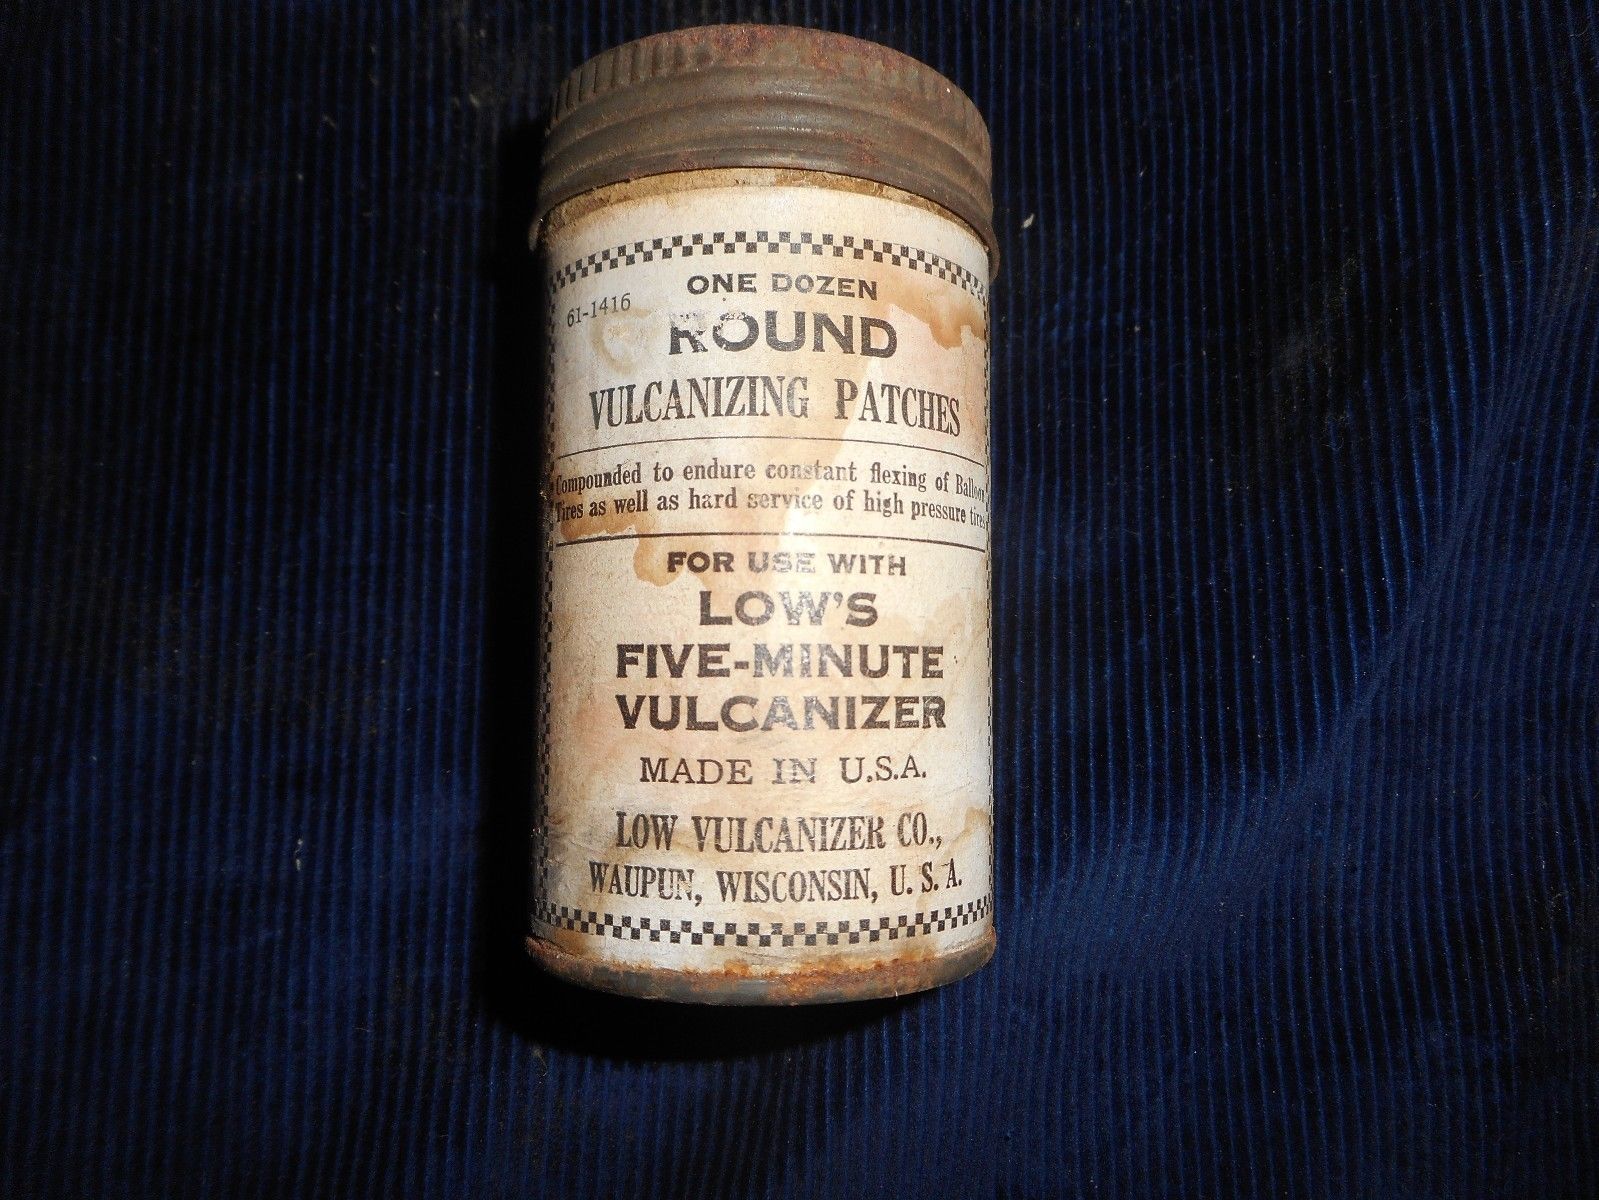 ONE DOZEN
61-1416
ROUND
VULCANIZING PATCHES
Compounded to endure constant flexing of Balloon
Tires as well as hard service of high pressure tires
FOR USE WITH
LOW'S
FIVE-MINUTE
VULCANIZER
MADE IN U.S.A.
LOW VULCANIZER CO.,
WAUPUN, WISCONSIN, U. S. A.